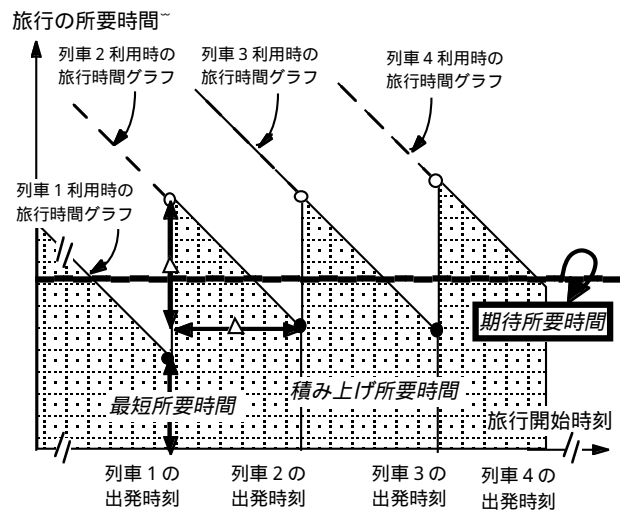 旅行の所要時間
列車２利用時の
旅行時間グラフ
列車３利用時の
旅行時間グラフ
列車４利用時の
旅行時間グラフ
列車１利用時の
旅行時間グラフ
期待所要時間
積み上げ所要時間
最短所要時間
旅行開始時刻
列車１の
出発時刻
列車２の
出発時刻
列車３の
出発時刻
列車４の
出発時刻